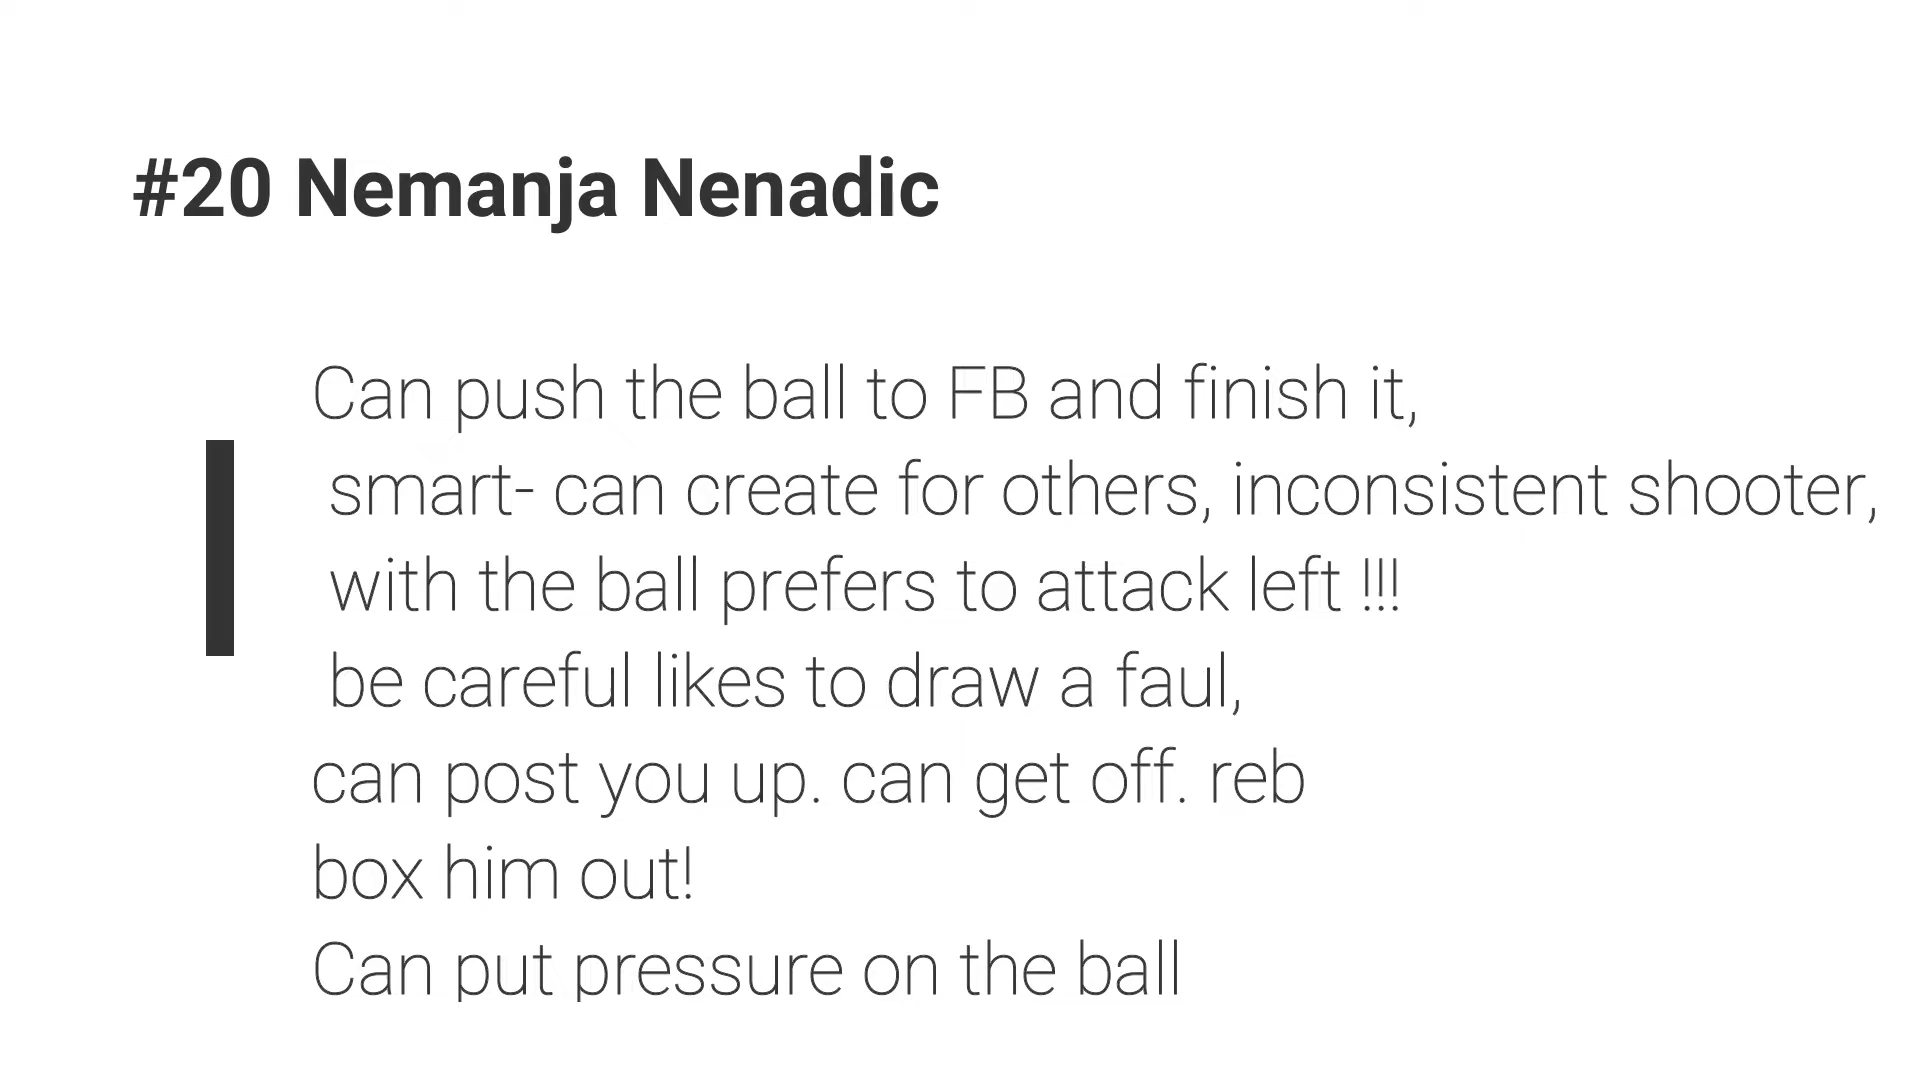 #20 Nemanja Nenadic
Can push the ball to FB and finish it,
smart- can create for others, inconsistent shooter,
with the ball prefers to attack left !!!
be careful likes to draw a faul,
can post you up. can get off. reb
box him out!
Can put pressure on the ball